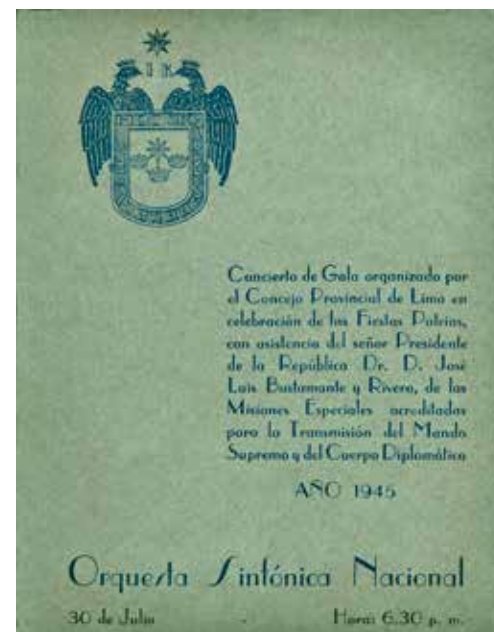 I K
Concierto de Gala organizado por
el Concejo Provincial de Lima en
celebración de las Fiestas Patrias,
con asistencia del señor Presidente
de la República Dr. D. José
Luis Bustamante y Rivero, de las
Misiones Especiales acreditadas
para la Transmisión del Mando
Supremo y del Cuerpo Diplomático
AÑO 1945
Orquesta Sinfónica Nacional
30 de Julio - Hora: 6.30 p. m.